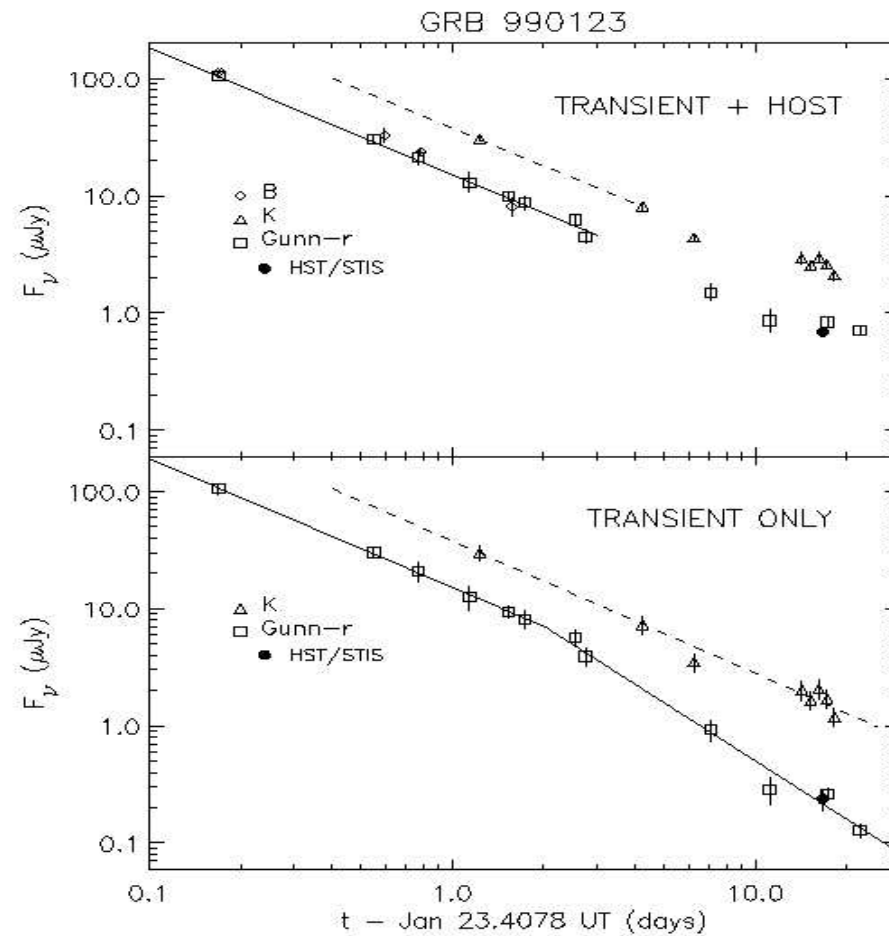 GRB 990123
100.0
TRANSIENT + HOST
10.0
◇ B
△ K
□ Gunn-r
● HST/STIS
1.0
0.1
F_ν (μJy)
100.0
TRANSIENT ONLY
10.0
△ K
□ Gunn-r
● HST/STIS
1.0
0.1
F_ν (μJy)
0.1 1.0 10.0
t - Jan 23.4078 UT (days)